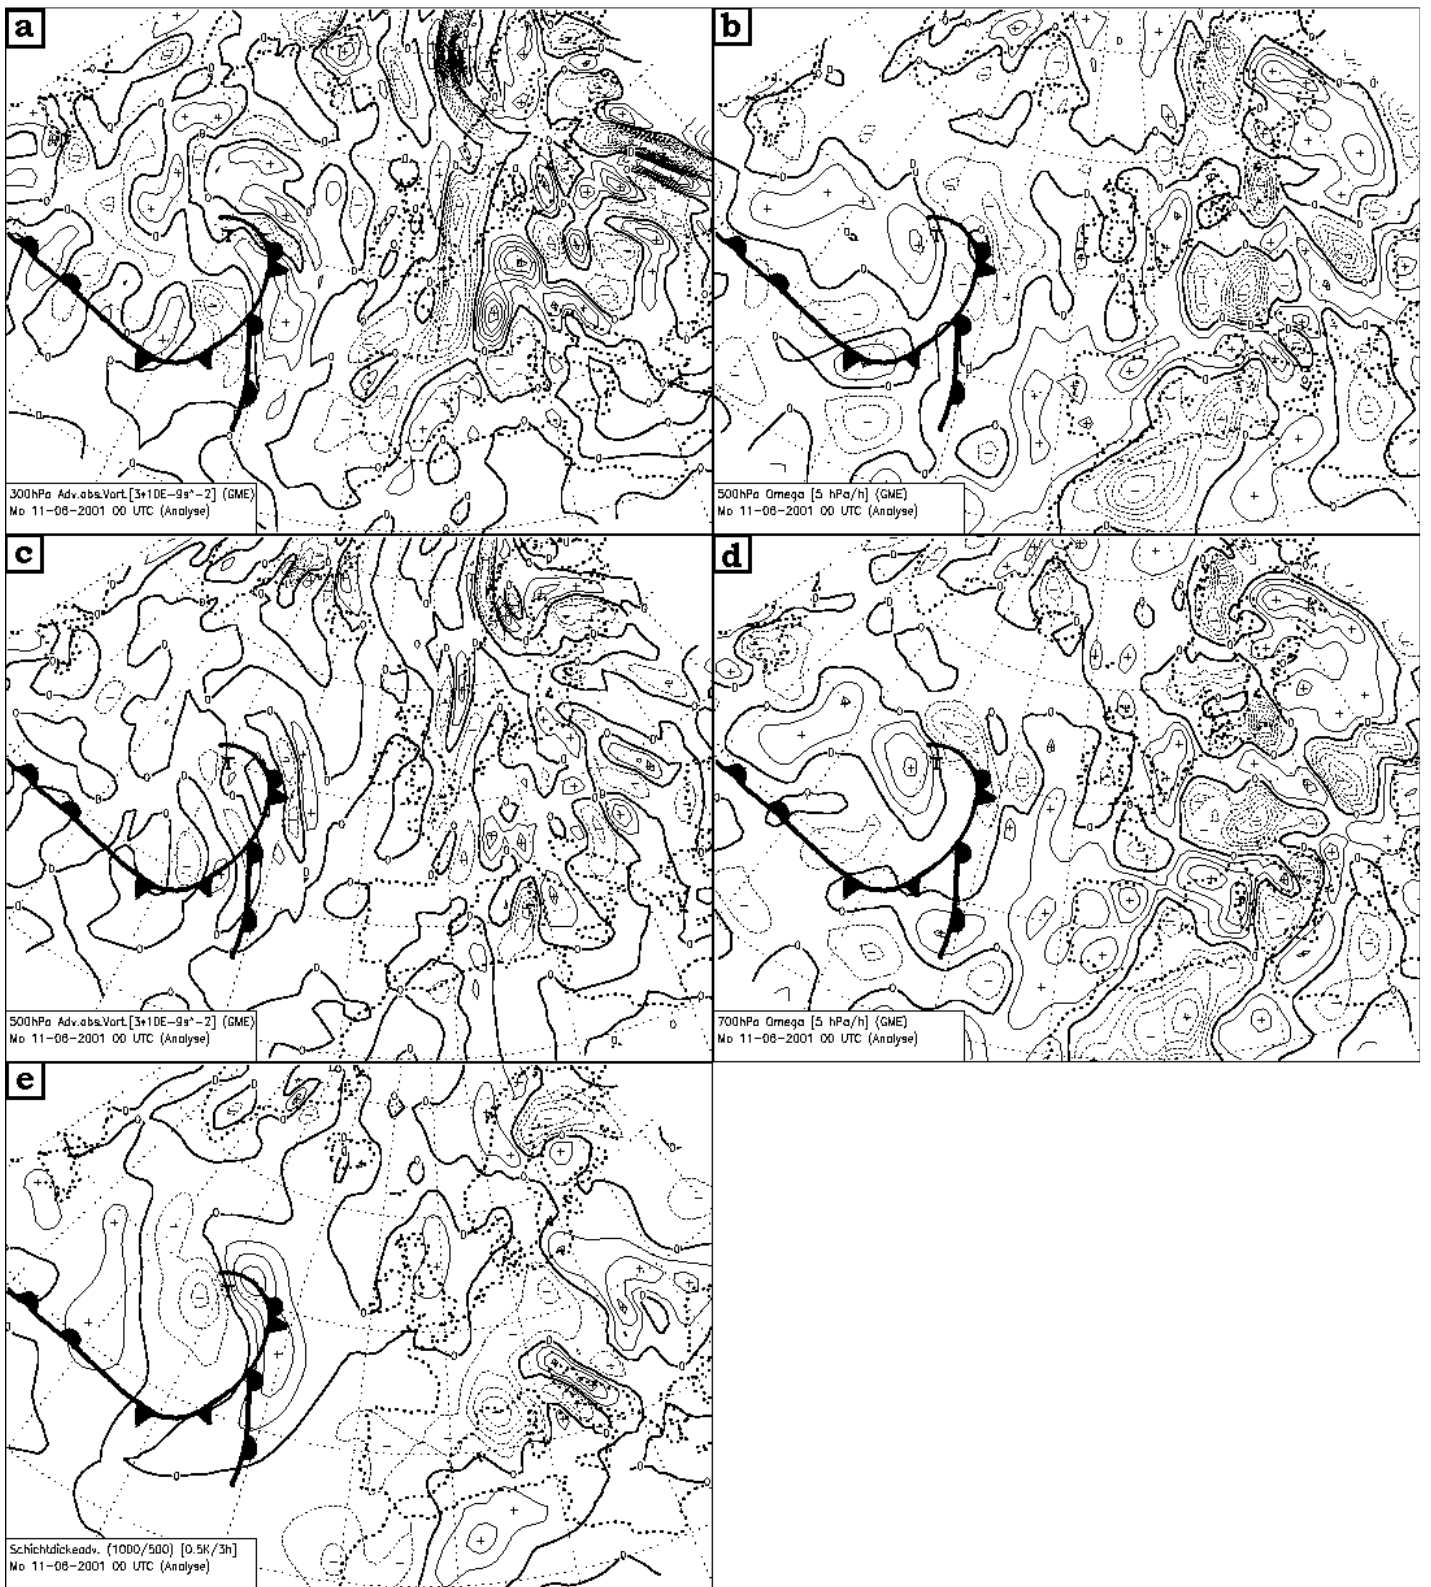 a
b
300hPa Adv.abs.Vort.[3*10E-9s^-2] (GME)
Mo 11-06-2001 00 UTC (Analyse)
500hPa Omega [5 hPa/h] (GME)
Mo 11-06-2001 00 UTC (Analyse)
c
d
500hPa Adv.abs.Vort.[3*10E-9s^-2] (GME)
Mo 11-06-2001 00 UTC (Analyse)
700hPa Omega [5 hPa/h] (GME)
Mo 11-06-2001 00 UTC (Analyse)
e
Schichtdickeadv. (1000/500) [0.5K/3h]
Mo 11-06-2001 00 UTC (Analyse)